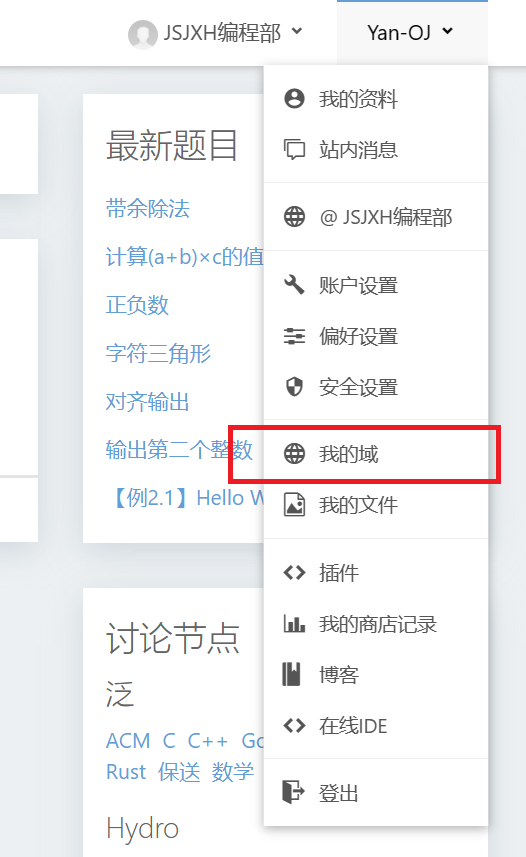 JSJXH编程部
Yan-OJ
最新题目
带余除法
计算(a+b)×c的值
正负数
字符三角形
对齐输出
输出第二个整数
【例2.1】Hello W
讨论节点
泛
ACM C C++ Go
Rust 保送 数学
Hydro
我的资料
站内消息
@ JSJXH编程部
账户设置
偏好设置
安全设置
我的域
我的文件
插件
我的商店记录
博客
在线IDE
登出